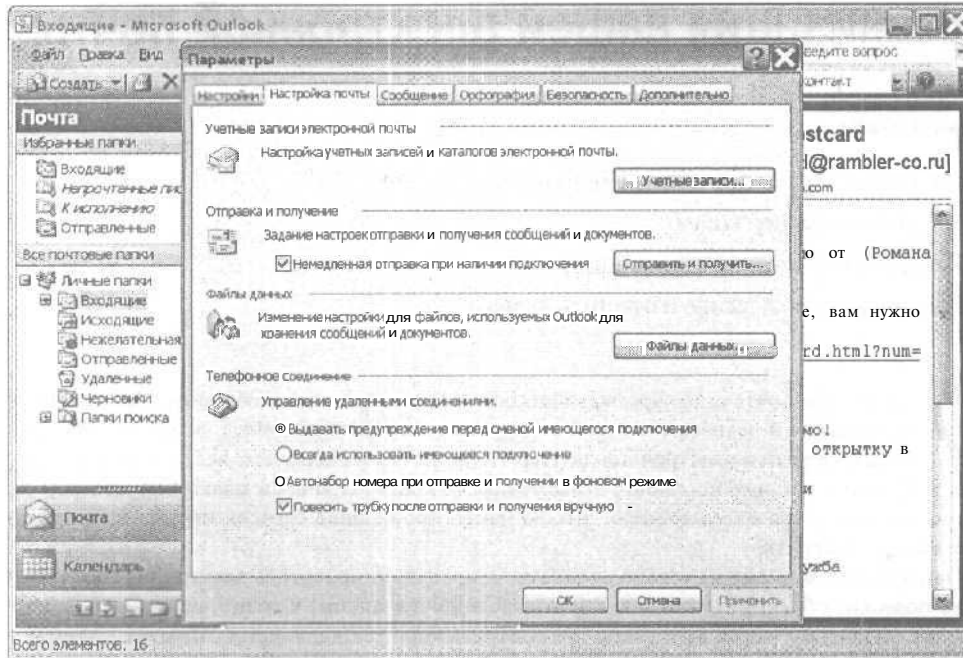 Входящие - Microsoft Outlook
Файл Правка Вид
ведите вопрос
Создать
контакт
Почта
Избранные папки
Входящие
Непрочтенные пис
К исполнению
Отправленные
Все почтовые папки
Личные папки
Входящие
Исходящие
Нежелательная
Отправленные
Удаленные
Черновики
Папки поиска
Почта
Календарь
Всего элементов: 16
Параметры
Настройки Настройка почты Сообщение Орфография Безопасность Дополнительно
Учетные записи электронной почты
Настройка учетных записей и каталогов электронной почты.
Учетные записи...
Отправка и получение
Задание настроек отправки и получения сообщений и документов.
Немедленная отправка при наличии подключения
Отправить и получить...
Файлы данных
Изменение настройки для файлов, используемых Outlook для
хранения сообщений и документов.
Файлы данных...
Телефонное соединение
Управление удаленными соединениями:
Выдавать предупреждение перед сменой имеющегося подключения
Всегда использовать имеющееся подключение
Автонабор номера при отправке и получении в фоновом режиме
Повесить трубку после отправки и получения вручную
ОК Отмена Применить
stcard
d@rambler-co.ru]
.com
о от (Романа
е, вам нужно
rd.html?num=
мо!
открытку в
и
ужба